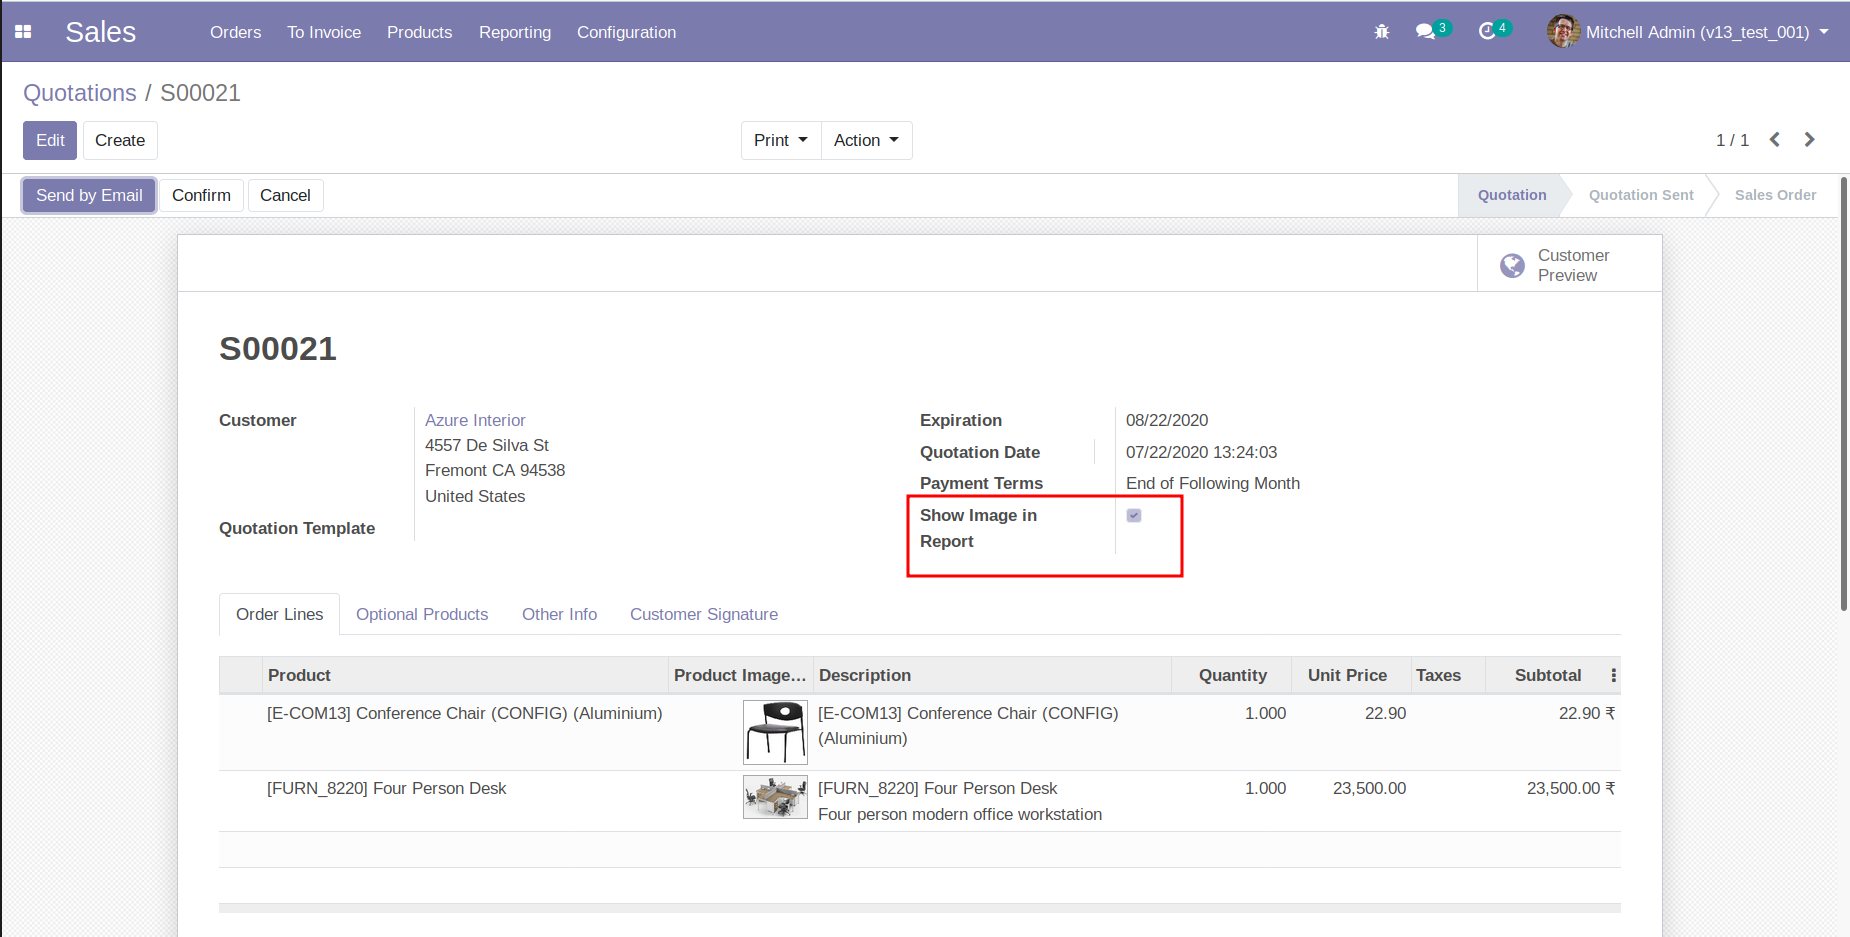 Sales Orders To Invoice Products Reporting Configuration 3 4 Mitchell Admin (v13_test_001)
Quotations / S00021
Edit Create Print Action 1 / 1
Send by Email Confirm Cancel Quotation Quotation Sent Sales Order
Customer
Preview
S00021
Customer Azure Interior
4557 De Silva St
Fremont CA 94538
United States
Quotation Template
Expiration 08/22/2020
Quotation Date 07/22/2020 13:24:03
Payment Terms End of Following Month
Show Image in
Report
Order Lines Optional Products Other Info Customer Signature
Product Product Image... Description Quantity Unit Price Taxes Subtotal
[E-COM13] Conference Chair (CONFIG) (Aluminium) [E-COM13] Conference Chair (CONFIG) 1.000 22.90 22.90 ₹
(Aluminium)
[FURN_8220] Four Person Desk [FURN_8220] Four Person Desk 1.000 23,500.00 23,500.00 ₹
Four person modern office workstation